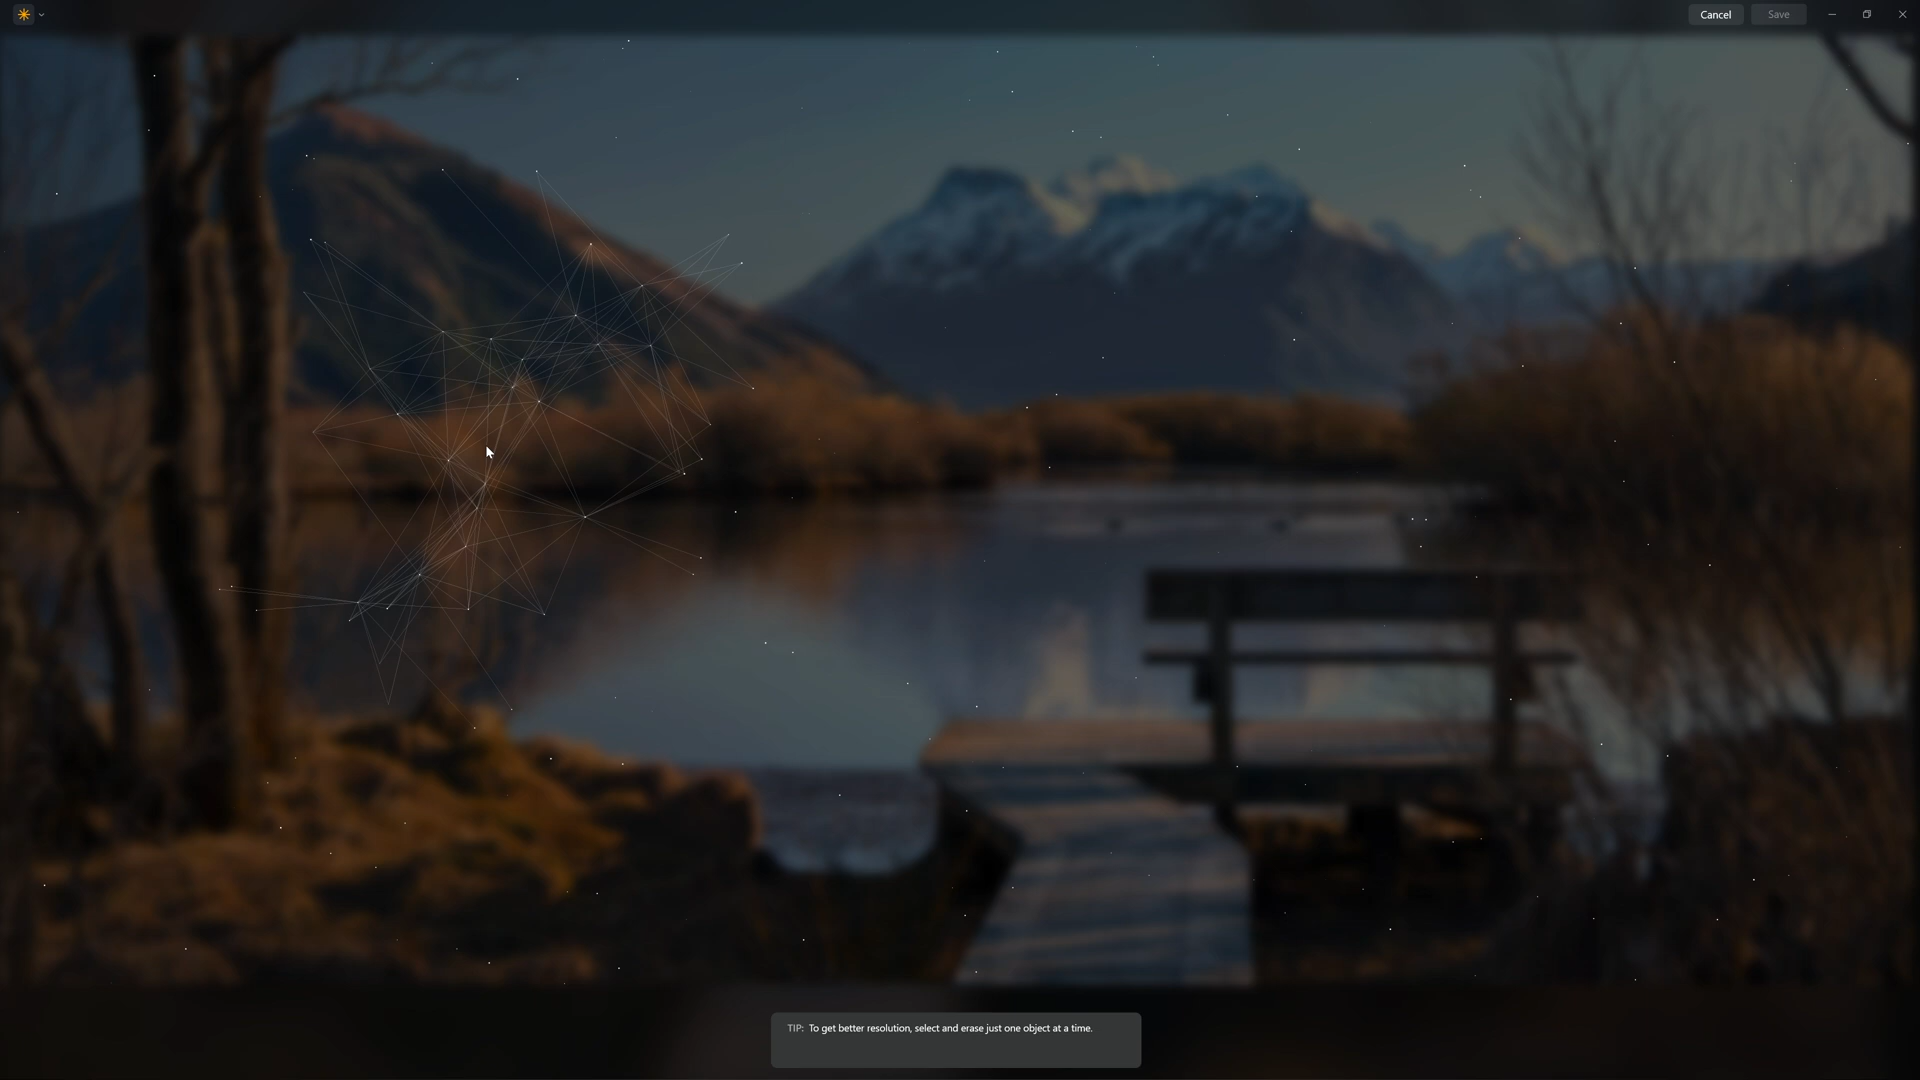 Cancel
Save
TIP: To get better resolution, select and erase just one object at a time.